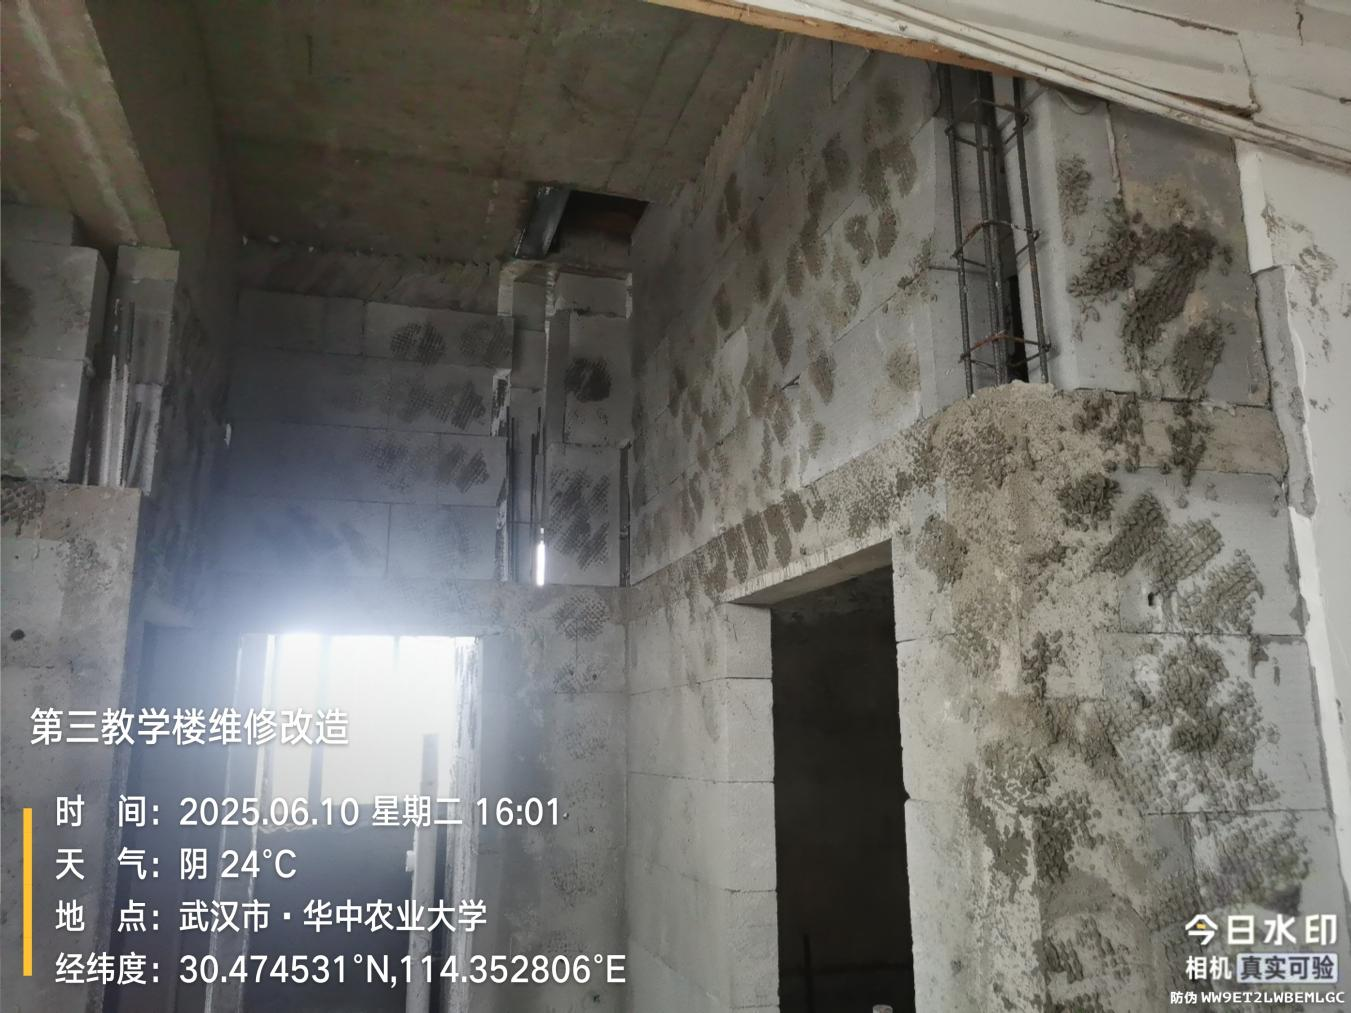 第三教学楼维修改造
时 间：2025.06.10 星期二 16:01
天 气：阴 24°C
地 点：武汉市·华中农业大学
经纬度：30.474531°N,114.352806°E
今日水印
相机 真实可验
防伪 WW9ET2LWBEMLGC